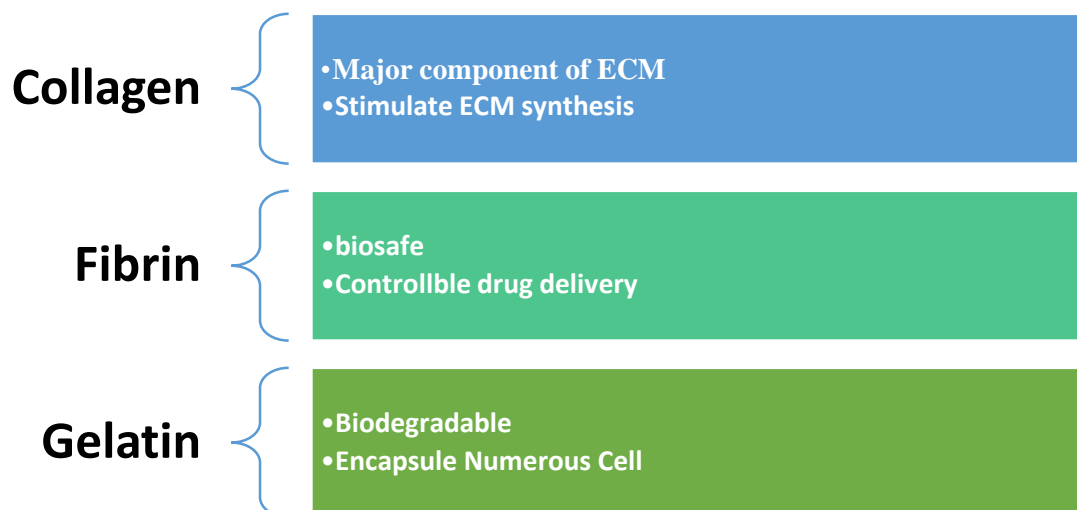 Collagen
•Major component of ECM
•Stimulate ECM synthesis
Fibrin
•biosafe
•Controllble drug delivery
Gelatin
•Biodegradable
•Encapsule Numerous Cell